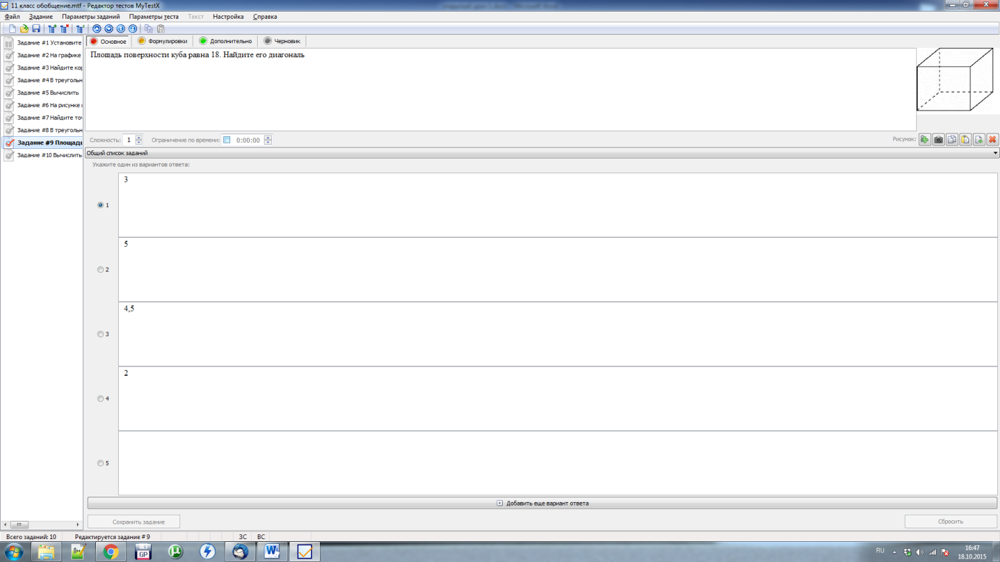 11 класс обобщение.mtf - Редактор тестов MyTestX
Файл Задание Параметры заданий Параметры теста Текст Настройка Справка
Задание #1 Установите
Задание #2 На графике
Задание #3 Найдите кор
Задание #4 В треугольн
Задание #5 Вычислить
Задание #6 На рисунке и
Задание #7 Найдите точ
Задание #8 В треугольн
Задание #9 Площадь
Задание #10 Вычислить
Основное Формулировки Дополнительно Черновик
Площадь поверхности куба равна 18. Найдите его диагональ
Сложность: 1 Ограничение по времени: 0:00:00 Рисунок:
Общий список заданий
Укажите один из вариантов ответа:
1 3
2 5
3 4,5
4 2
5
Добавить еще вариант ответа
Сохранить задание Сбросить
Всего заданий: 10 Редактируется задание # 9 ЗС ВС
RU 16:47
18.10.2015